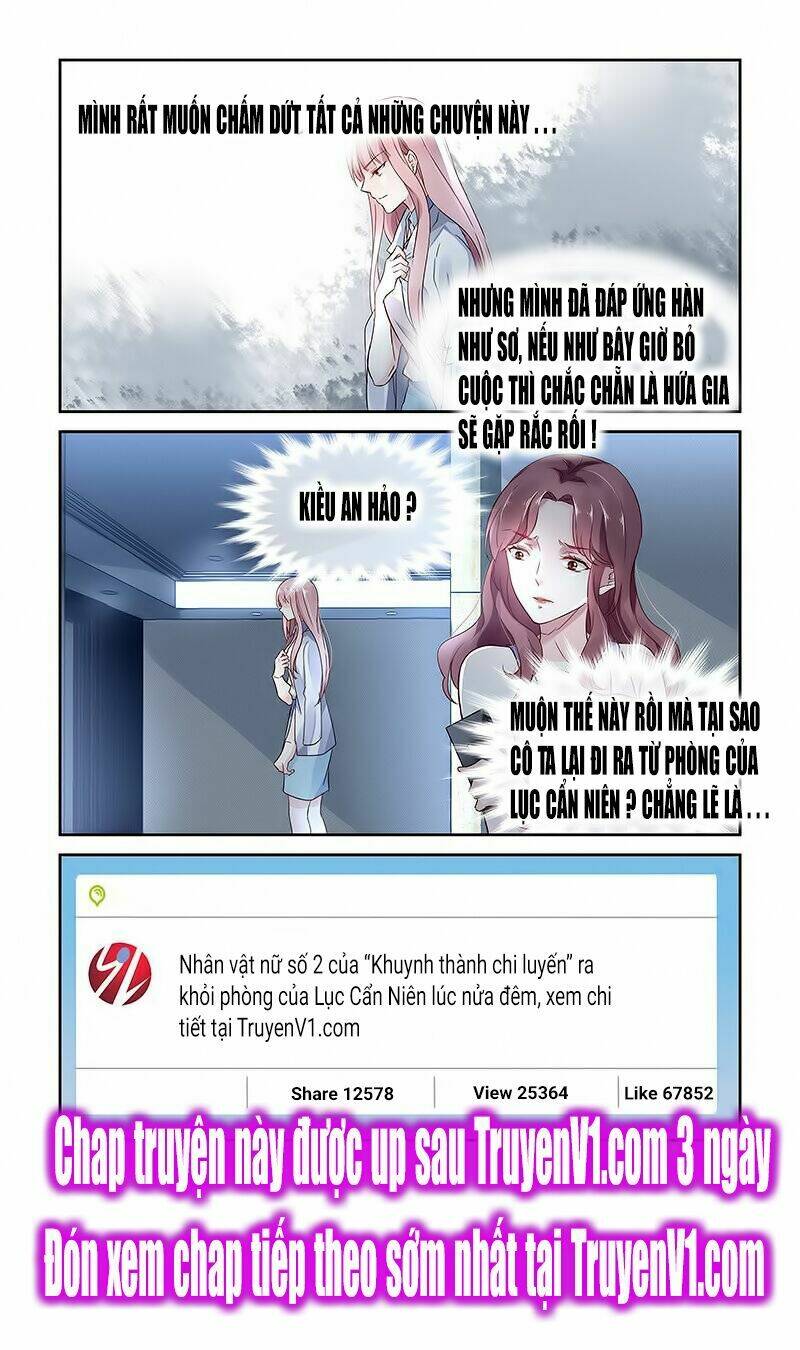 MÌNH RẤT MUỐN CHẤM DỨT TẤT CẢ NHỮNG CHUYỆN NÀY . . .
NHƯNG MÌNH ĐÃ ĐÁP ỨNG HÀN
NHƯ SƠ, NẾU NHƯ BÂY GIỜ BỎ
CUỘC THÌ CHẮC CHẴN LÀ HỨA GIA
SẼ GẶP RẮC RỐI !
KIỀU AN HẢO ?
MUỘN THẾ NÀY RỒI MÀ TẠI SAO
CÔ TA LẠI ĐI RA TỪ PHÒNG CỦA
LỤC CẨN NIÊN ? CHẲNG LẼ LÀ . . .
Nhân vật nữ số 2 của “Khuynh thành chi luyến” ra
khỏi phòng của Lục Cẩn Niên lúc nửa đêm, xem chi
tiết tại TruyenV1.com
Share 12578
View 25364
Like 67852
Chap truyện này được up sau TruyenV1.com 3 ngày
Đón xem chap tiếp theo sớm nhất tại TruyenV1.com